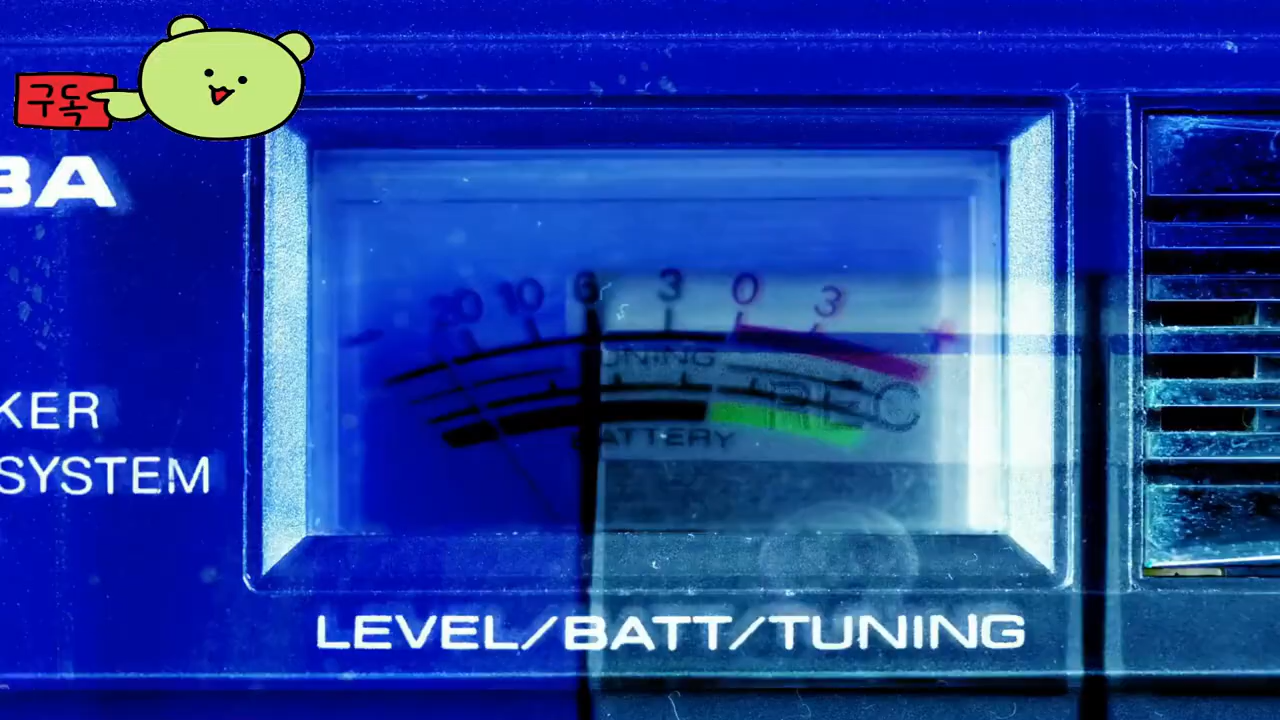 구독
BA
KER
SYSTEM
20 10 6 3 0 3 +
TUNING
REC
BATTERY
LEVEL/BATT/TUNING